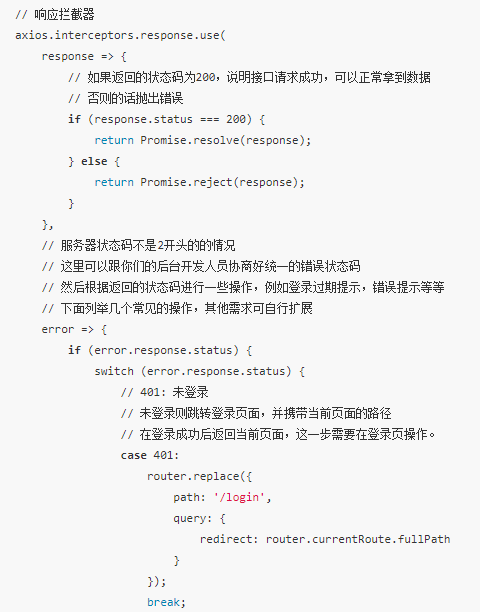 // 响应拦截器
axios.interceptors.response.use(
    response => {
        // 如果返回的状态码为200，说明接口请求成功，可以正常拿到数据
        // 否则的话抛出错误
        if (response.status === 200) {
            return Promise.resolve(response);
        } else {
            return Promise.reject(response);
        }
    },
    // 服务器状态码不是2开头的的情况
    // 这里可以跟你们的后台开发人员协商好统一的错误状态码
    // 然后根据返回的状态码进行一些操作，例如登录过期提示，错误提示等等
    // 下面列举几个常见的操作，其他需求可自行扩展
    error => {
        if (error.response.status) {
            switch (error.response.status) {
                // 401: 未登录
                // 未登录则跳转登录页面，并携带当前页面的路径
                // 在登录成功后返回当前页面，这一步需要在登录页操作。
                case 401:
                    router.replace({
                        path: '/login',
                        query: {
                            redirect: router.currentRoute.fullPath
                        }
                    });
                    break;